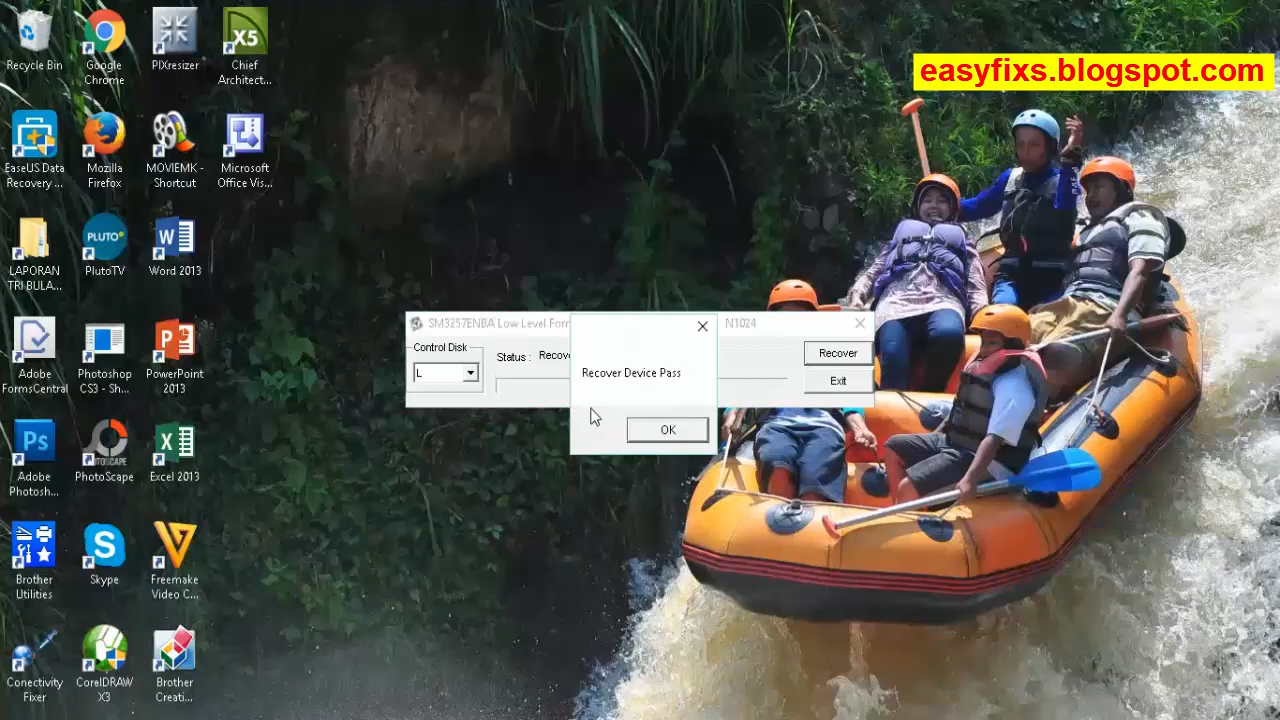 easyfixs.blogspot.com
Recycle Bin
Google
Chrome
PIXresizer
Chief
Architect...
X5
EaseUS Data
Recovery ...
Mozilla
Firefox
MOVIEMK -
Shortcut
Microsoft
Office Vis...
LAPORAN
TRI BULA...
PLUTO
PlutoTV
Word 2013
Adobe
FormsCentral
Photoshop
CS3 - Sh...
PowerPoint
2013
Ps
Adobe
Photosh...
PHOTOSCAPE
PhotoScape
Excel 2013
Brother
Utilities
Skype
Freemake
Video C...
Conectivity
Fixer
CorelDRAW
X3
Brother
Creati...
SM3257ENBA Low Level Form
N1024
Control Disk
L
Status :
Recove
Recover
Exit
Recover Device Pass
OK